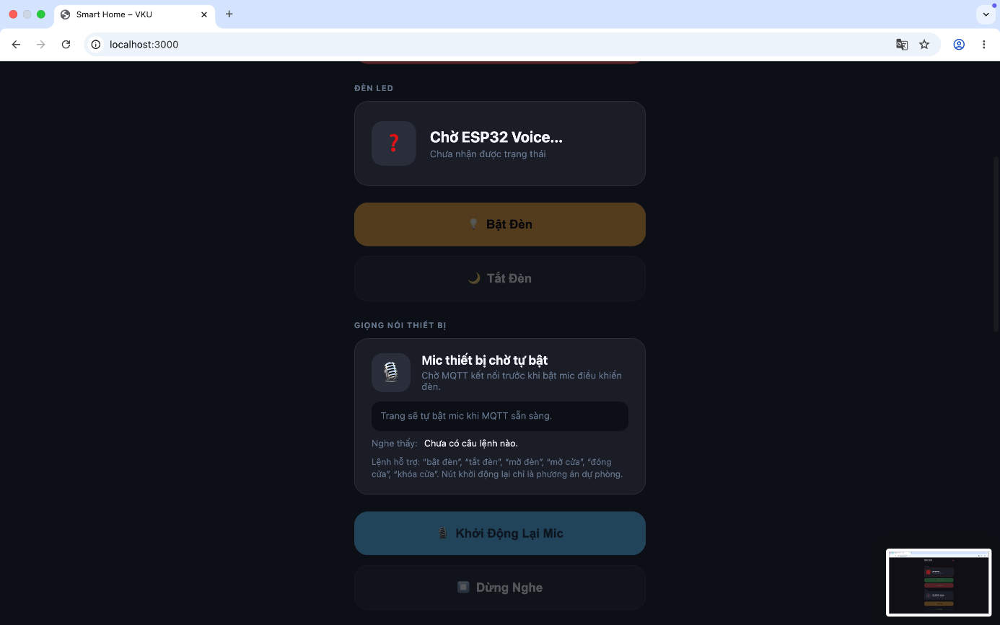 Smart Home – VKU
localhost:3000
ĐÈN LED
Chờ ESP32 Voice...
Chưa nhận được trạng thái
Bật Đèn
Tắt Đèn
GIỌNG NÓI THIẾT BỊ
Mic thiết bị chờ tự bật
Chờ MQTT kết nối trước khi bật mic điều khiển
đèn.
Trang sẽ tự bật mic khi MQTT sẵn sàng.
Nghe thấy: Chưa có câu lệnh nào.
Lệnh hỗ trợ: “bật đèn”, “tắt đèn”, “mở đèn”, “mở cửa”, “đóng
cửa”, “khóa cửa”. Nút khởi động lại chỉ là phương án dự phòng.
Khởi Động Lại Mic
Dừng Nghe